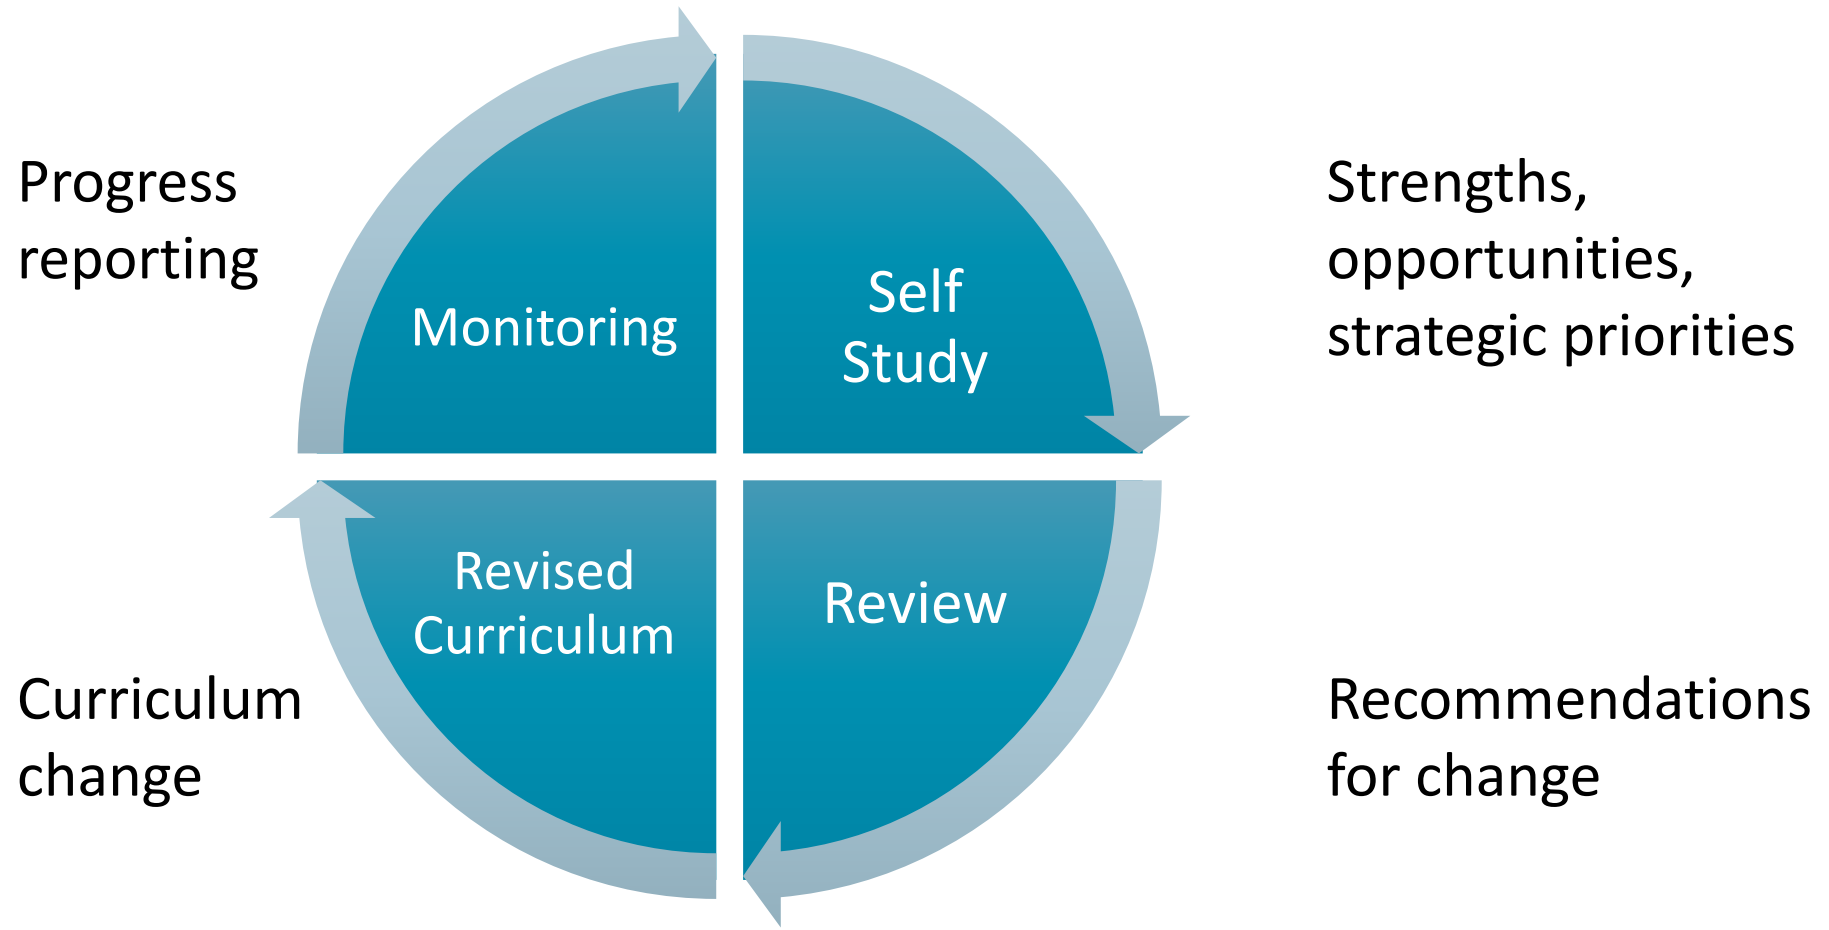 Progress
reporting
Monitoring
Self
Study
Strengths,
opportunities,
strategic priorities
Revised
Curriculum
Review
Curriculum
change
Recommendations
for change